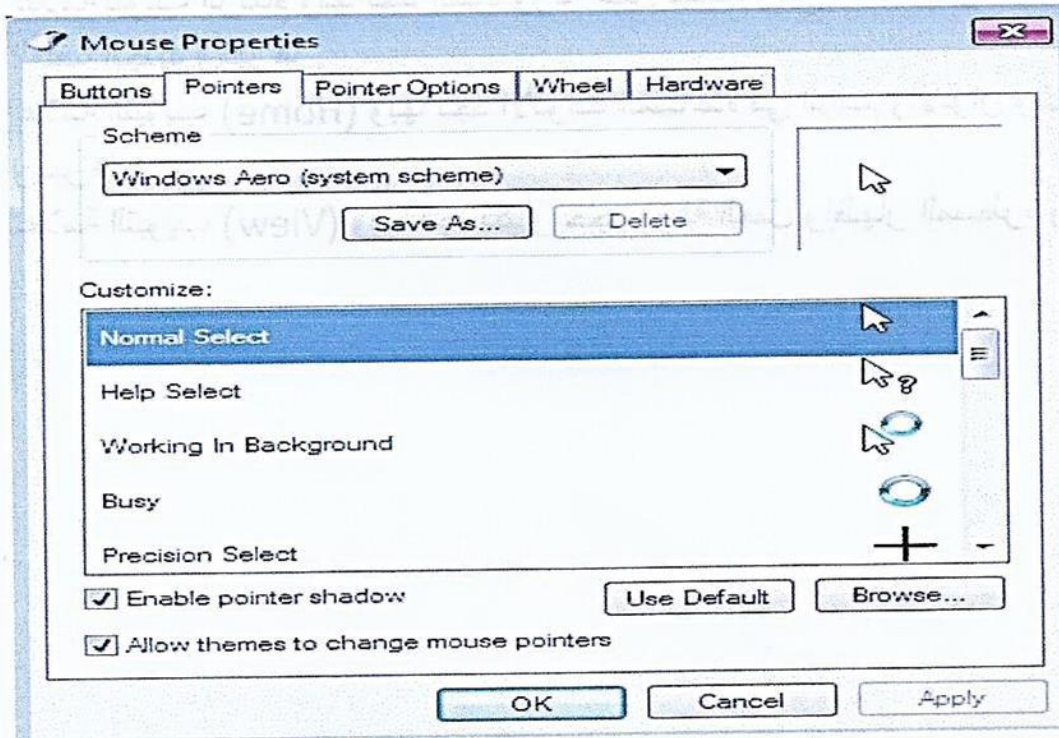 Mouse Properties
Buttons Pointers Pointer Options Wheel Hardware
Scheme
Windows Aero (system scheme)
Save As... Delete
Customize:
Normal Select
Help Select
Working In Background
Busy
Precision Select
Enable pointer shadow
Use Default Browse...
Allow themes to change mouse pointers
OK Cancel Apply
(Home)
(View)